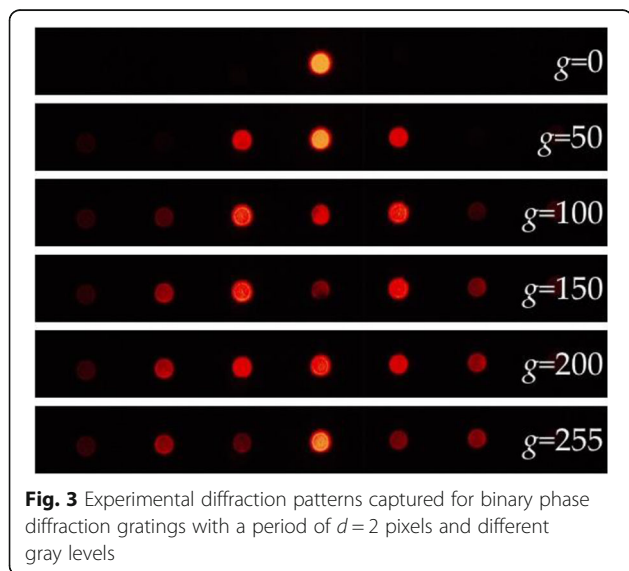 g=0
g=50
g=100
g=150
g=200
g=255
Fig. 3 Experimental diffraction patterns captured for binary phase
diffraction gratings with a period of d = 2 pixels and different
gray levels